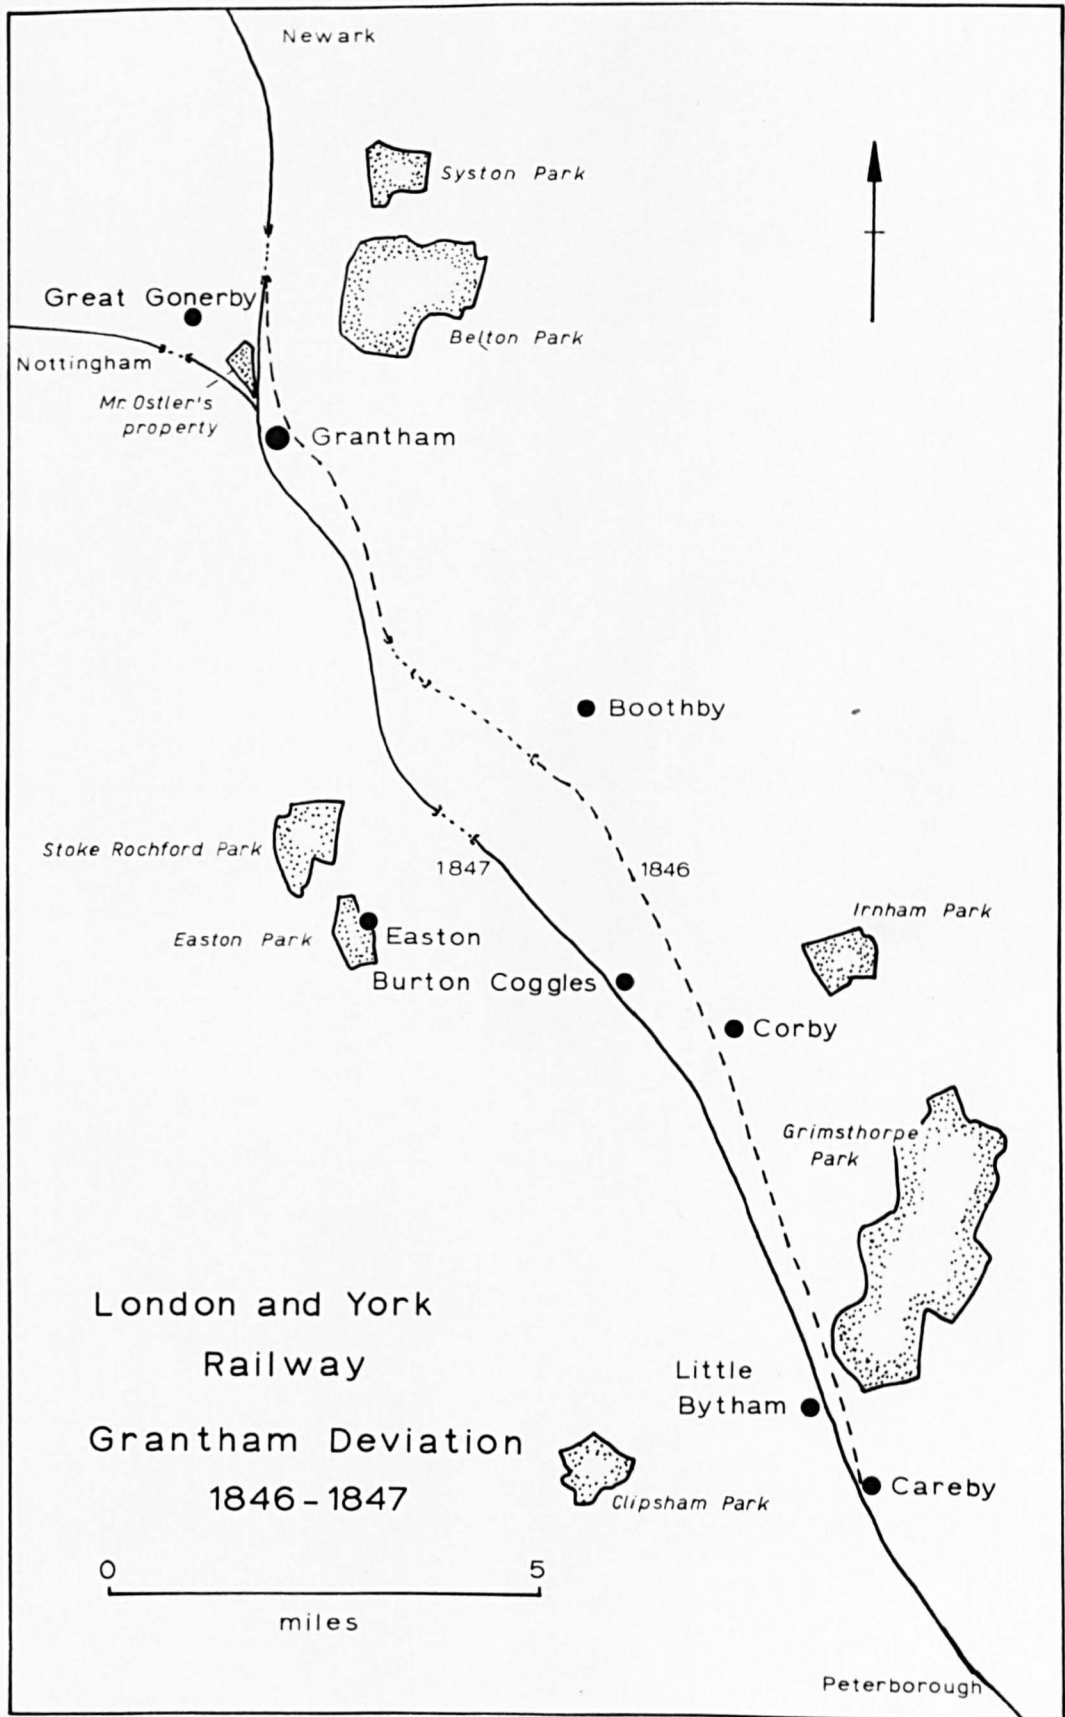 Newark
Syston Park
Great Gonerby
Belton Park
Nottingham
Mr. Ostler's
property
Grantham
Boothby
Stoke Rochford Park
1847
1846
Irnham Park
Easton Park
Easton
Burton Coggles
Corby
Grimsthorpe
Park
London and York
Railway
Grantham Deviation
1846-1847
Little
Bytham
Careby
Clipsham Park
0 5
miles
Peterborough